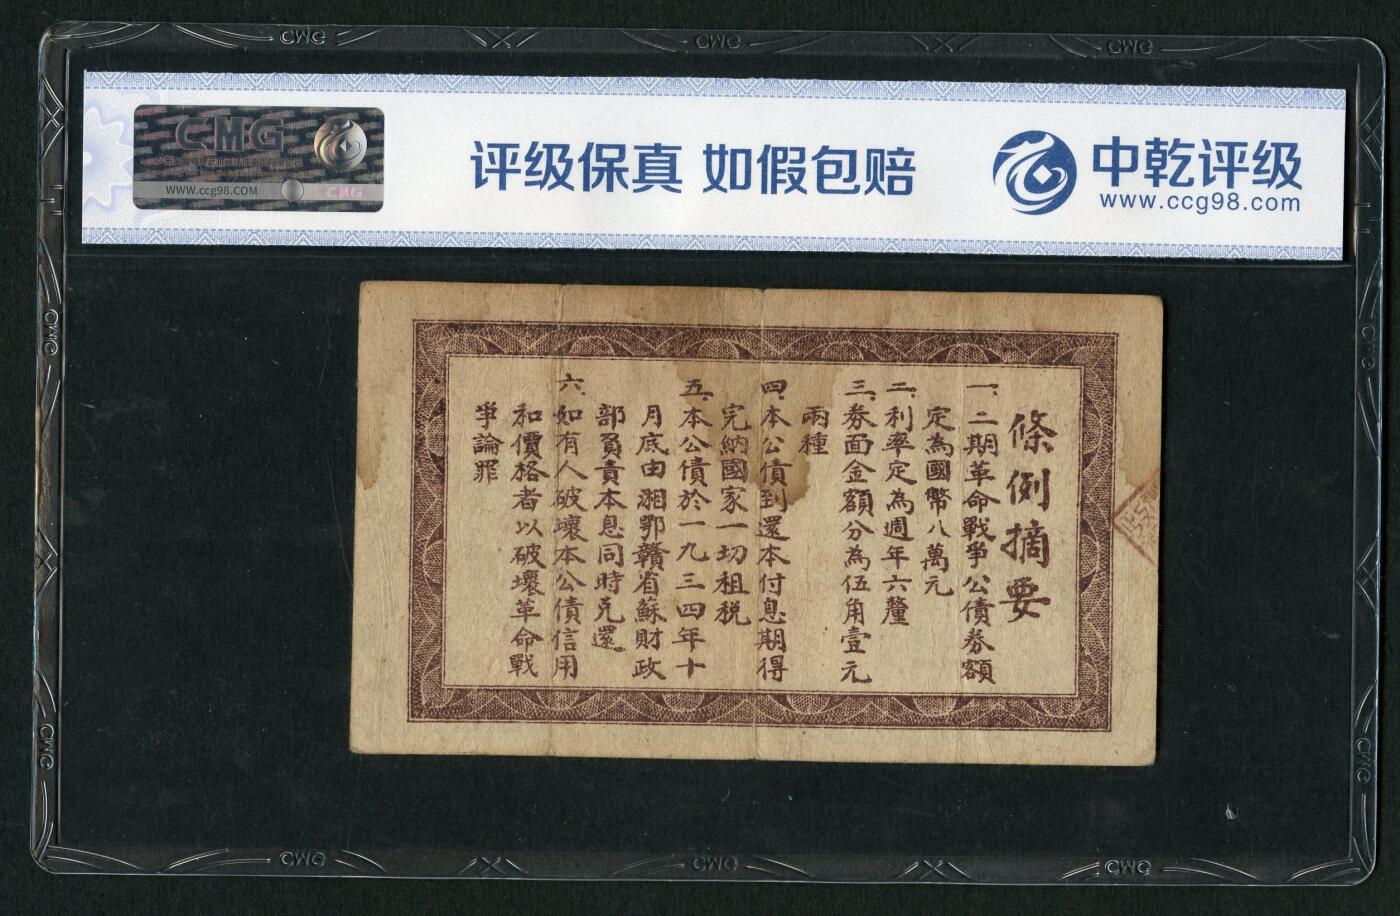 CMG
WWW.CCG98.COM
CMG
评级保真 如假包赔
中乾评级
www.ccg98.com
條例摘要
一、二期革命戰爭公債券額
定為國幣八萬元
二、利率定為週年六釐
三、券面金額分為伍角壹元
兩種
四、本公債到還本付息期得
完納國家一切租税
五、本公債於一九三四年十
月底由湘鄂贛省蘇財政
部負責本息同時兑還
六、如有人破壞本公債信用
和價格者以破壞革命戰
爭論罪